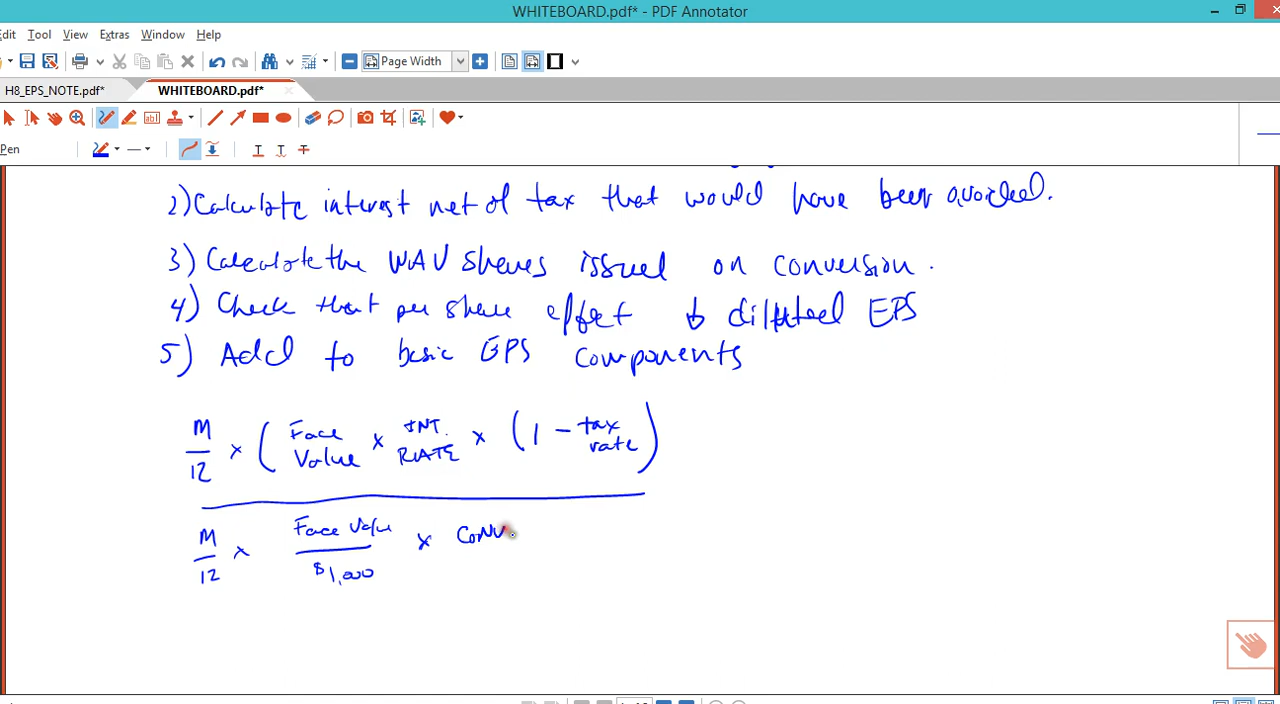 WHITEBOARD.pdf* - PDF Annotator
dit Tool View Extras Window Help
Page Width
H8_EPS_NOTE.pdf* WHITEBOARD.pdf*
Pen
2) Calculate interest net of tax that would have been avoided.
3) Calculate the WAV shares issued on conversion.
4) Check that per share effect ↓ diluted EPS
5) Add to basic EPS components
M/12 × ( Face Value × INT. RATE × (1 - tax rate )
M/12 × Face Value/$1,000 × Conv